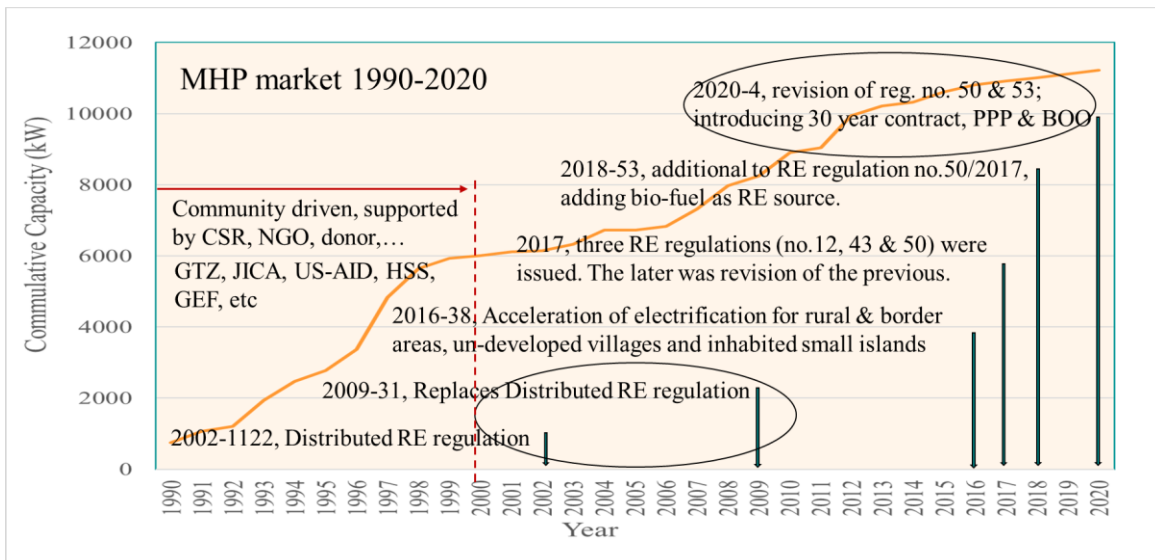 12000
10000
8000
6000
4000
2000
0
Commulative Capacity (kW)
MHP market 1990-2020
2020-4, revision of reg. no. 50 & 53;
introducing 30 year contract, PPP & BOO
2018-53, additional to RE regulation no.50/2017,
adding bio-fuel as RE source.
Community driven, supported
by CSR, NGO, donor,…
GTZ, JICA, US-AID, HSS,
GEF, etc
2017, three RE regulations (no.12, 43 & 50) were
issued. The later was revision of the previous.
2016-38, Acceleration of electrification for rural & border
areas, un-developed villages and inhabited small islands
2009-31, Replaces Distributed RE regulation
2002-1122, Distributed RE regulation
1990 1991 1992 1993 1994 1995 1996 1997 1998 1999 2000 2001 2002 2003 2004 2005 2006 2007 2008 2009 2010 2011 2012 2013 2014 2015 2016 2017 2018 2019 2020
Year